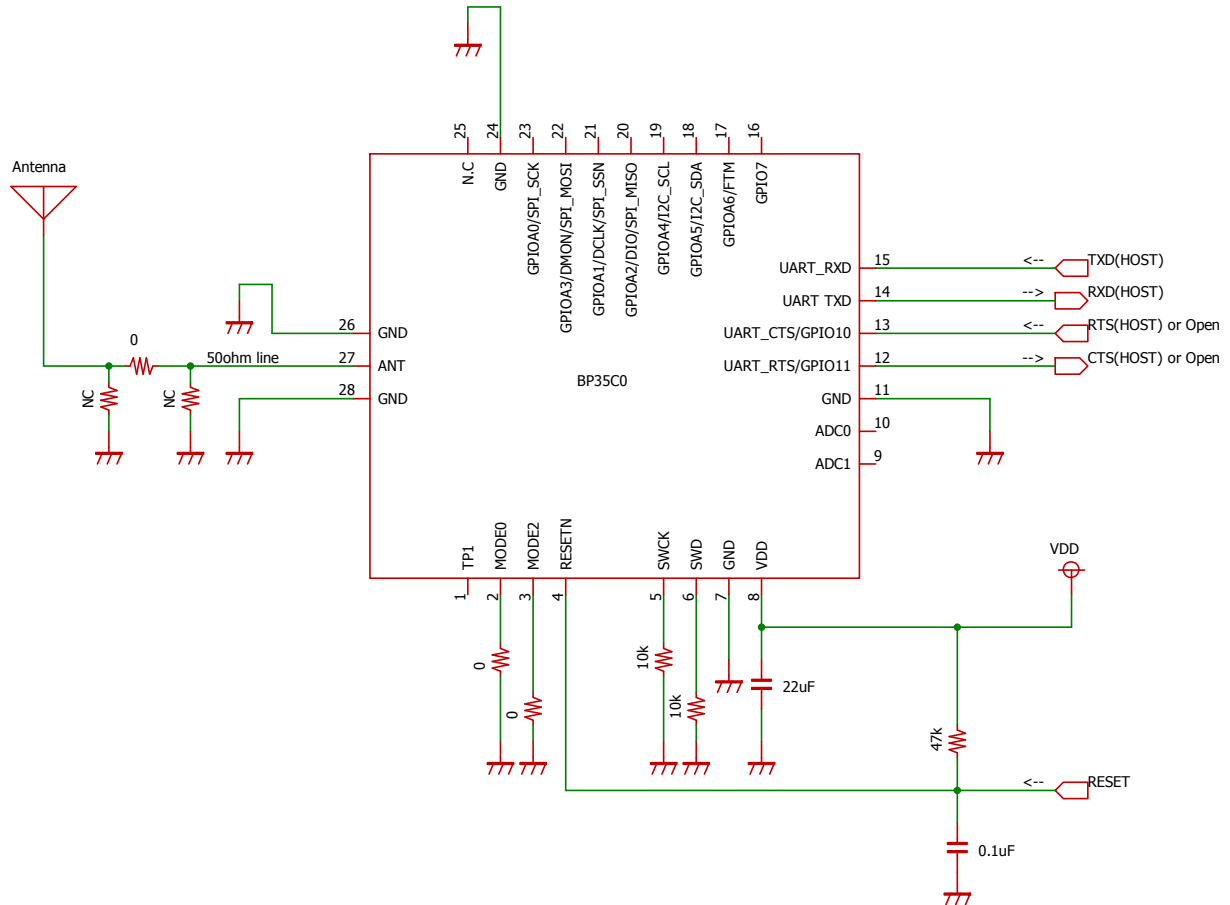 25
24
23
22
21
20
19
18
17
16
N.C
GND
GPIOA0/SPI_SCK
GPIOA3/DMON/SPI_MOSI
GPIOA1/DCLK/SPI_SSN
GPIOA2/DIO/SPI_MISO
GPIOA4/I2C_SCL
GPIOA5/I2C_SDA
GPIOA6/FTM
GPIO7
Antenna
UART_RXD
15
<--
TXD(HOST)
UART TXD
14
-->
RXD(HOST)
26
GND
UART_CTS/GPIO10
13
<--
RTS(HOST) or Open
0
50ohm line
27
ANT
UART_RTS/GPIO11
12
-->
CTS(HOST) or Open
BP35C0
NC
NC
28
GND
GND
11
ADC0
10
ADC1
9
TP1
MODE0
MODE2
RESETN
SWCK
SWD
GND
VDD
VDD
1
2
3
4
5
6
7
8
0
0
10k
10k
22uF
47k
<--
RESET
0.1uF